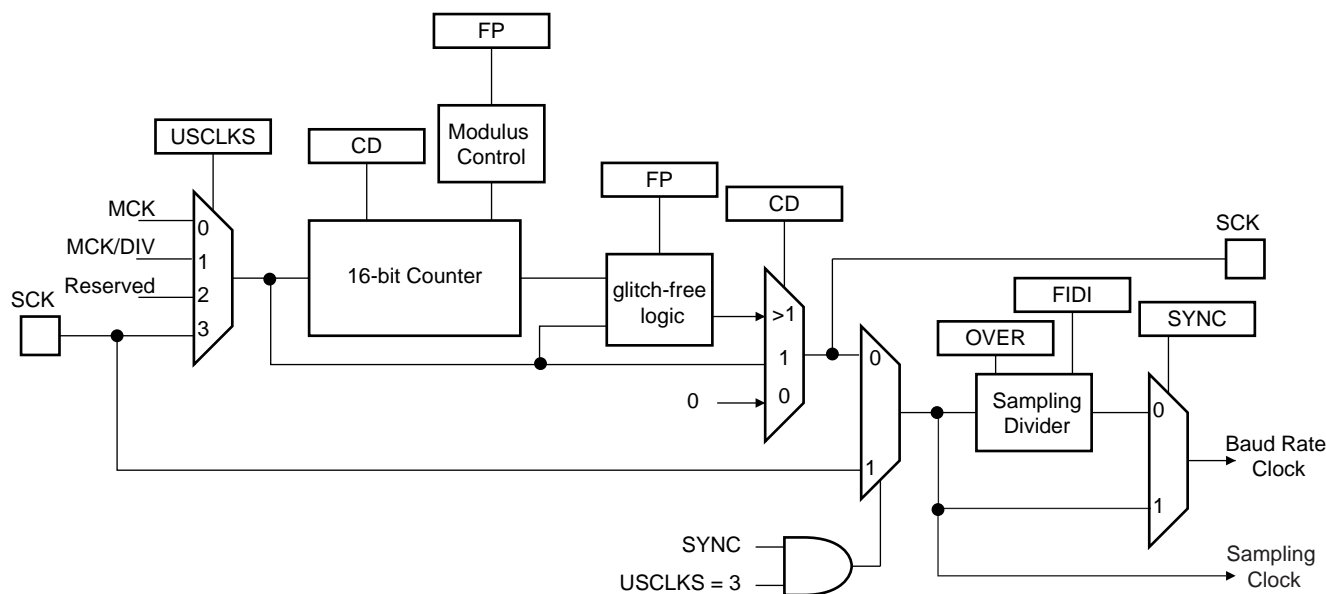 FP
USCLKS
CD
Modulus
Control
FP
CD
MCK
0
MCK/DIV
1
Reserved
2
SCK
3
16-bit Counter
glitch-free
logic
>1
1
0
0
SCK
FIDI
OVER
SYNC
0
1
Sampling
Divider
0
1
Baud Rate
Clock
SYNC
USCLKS = 3
Sampling
Clock